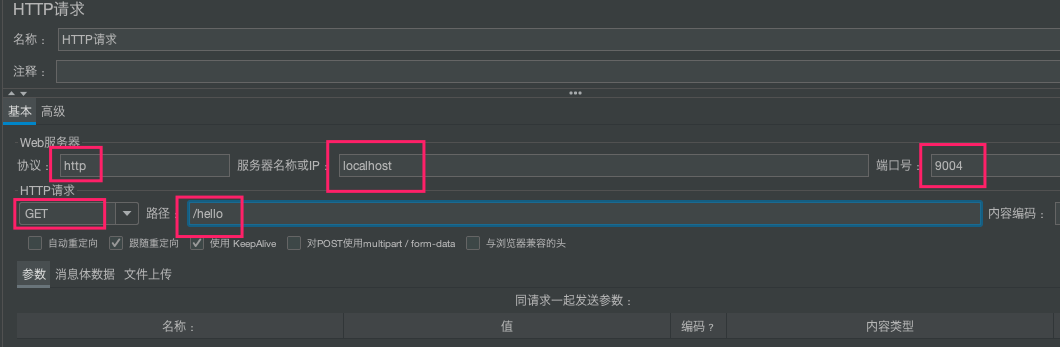 HTTP请求
名称： HTTP请求
注释：
基本 高级
Web服务器
协议： http 服务器名称或IP： localhost 端口号： 9004
HTTP请求
GET 路径： /hello 内容编码：
自动重定向 跟随重定向 使用 KeepAlive 对POST使用multipart / form-data 与浏览器兼容的头
参数 消息体数据 文件上传
同请求一起发送参数：
名称： 值 编码？ 内容类型